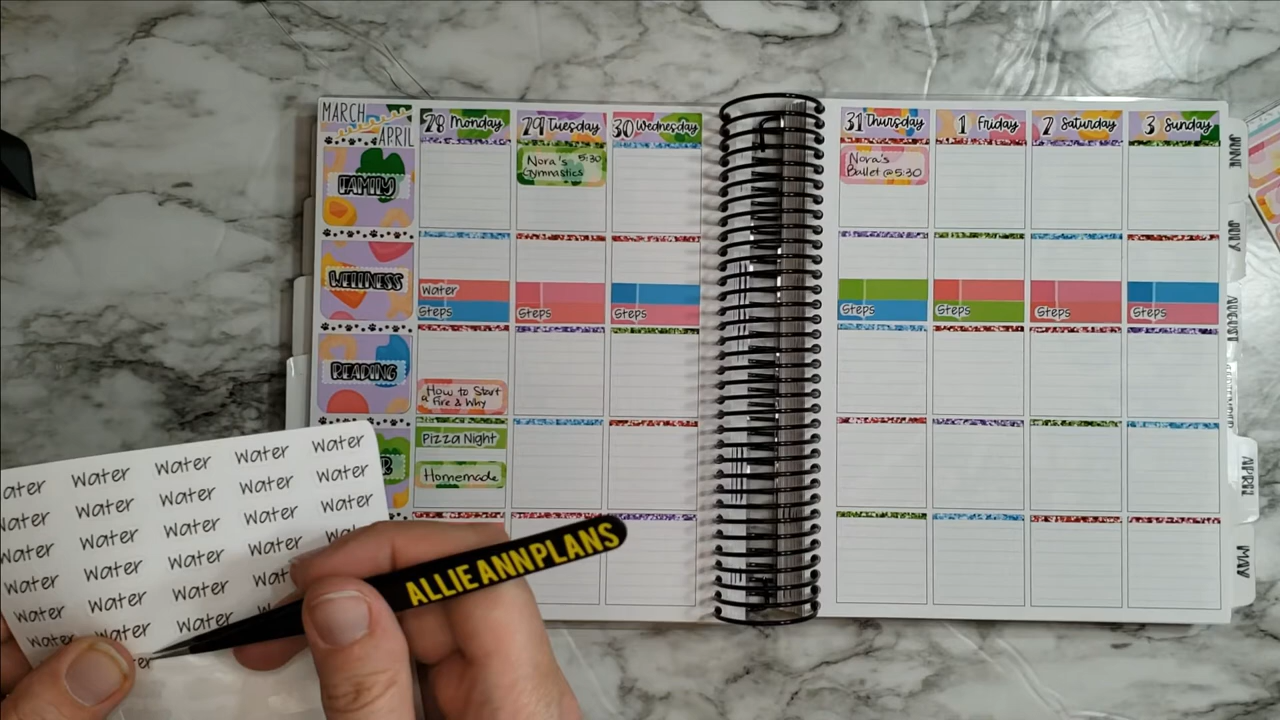 MARCH
APRIL
28 Monday
29 Tuesday
30 Wednesday
31 Thursday
1 Friday
2 Saturday
3 Sunday
FAMILY
Nora's 5:30
Gymnastics
Nora's
Ballet @ 5:30
WELLNESS
Water
Steps
Steps
Steps
Steps
Steps
Steps
Steps
READING
How to Start
a Fire & Why
Pizza Night
Homemade
JUNE
JULY
AUGUST
APRIL
MAY
Water Water Water Water
Water Water Water Water
Water Water Water Water
Water Water Water
Water Water Water
Water Water
Water Water Water
ALLIE ANN PLANS